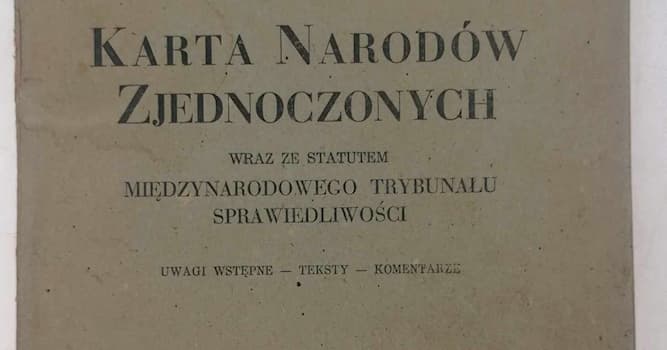 KARTA NARODÓW
ZJEDNOCZONYCH
WRAZ ZE STATUTEM
MIĘDZYNARODOWEGO TRYBUNAŁU
SPRAWIEDLIWOŚCI
UWAGI WSTĘPNE — TEKSTY — KOMENTARZE